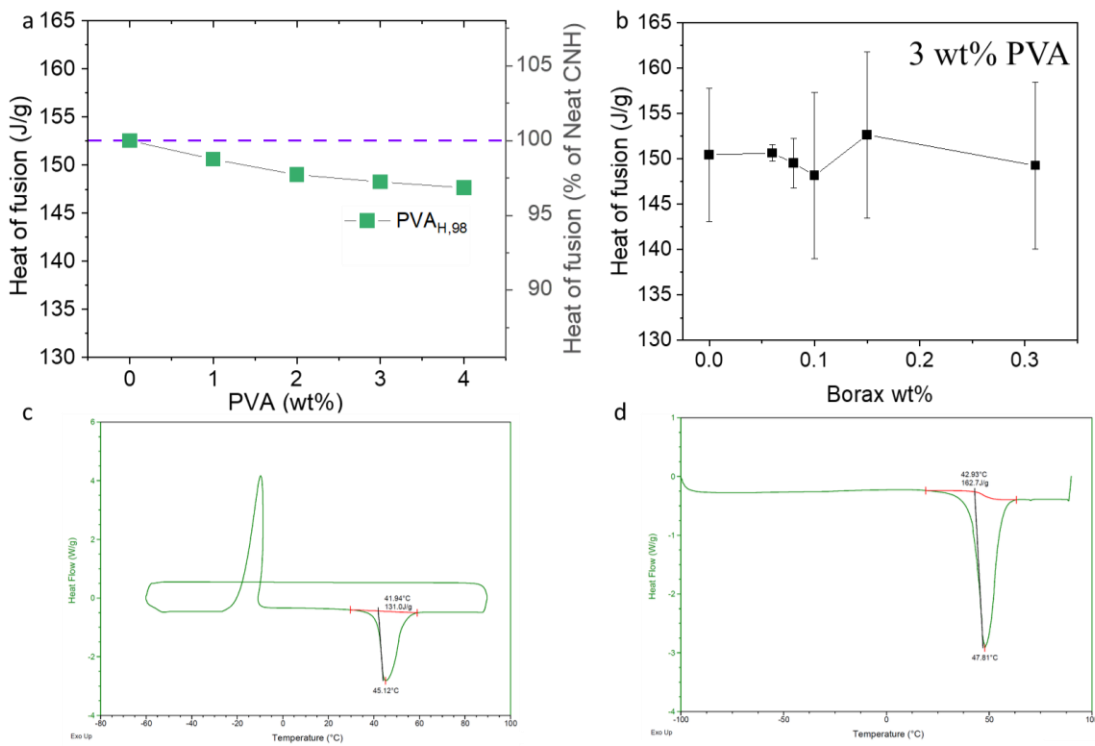 a
165
160
155
150
145
140
135
130
Heat of fusion (J/g)
0 1 2 3 4
PVA (wt%)
105
100
95
90
Heat of fusion (% of Neat CNH)
PVAH,98
b
165
160
155
150
145
140
135
130
Heat of fusion (J/g)
3 wt% PVA
0.0 0.1 0.2 0.3
Borax wt%
c
6
4
2
0
-2
-4
Heat Flow (W/g)
41.94°C
131.0J/g
45.12°C
-80 -60 -40 -20 0 20 40 60 80 100
Exo Up
Temperature (°C)
d
1
0
-1
-2
-3
-4
Heat Flow (W/g)
42.93°C
162.7J/g
47.81°C
-100 -50 0 50 100
Exo Up
Temperature (°C)